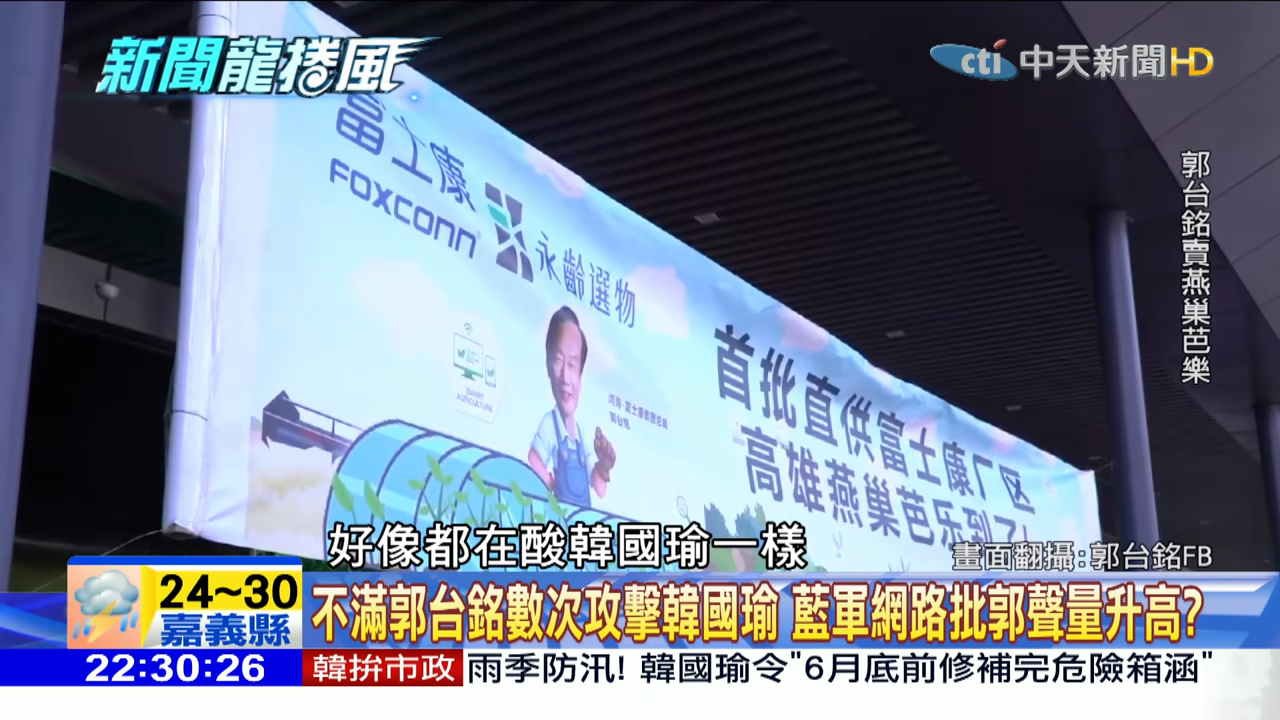 新聞龍捲風
cti 中天新聞HD
郭台銘賣燕巢芭樂
富士康
FOXCONN
永齡選物
SMART
AGRICULTURE
首批直供富士康厂区
高雄燕巢芭乐到了!
好像都在酸韓國瑜一樣
畫面翻攝:郭台銘FB
24~30
嘉義縣
不滿郭台銘數次攻擊韓國瑜 藍軍網路批郭聲量升高?
22:30:26
韓拚市政
雨季防汛! 韓國瑜令"6月底前修補完危險箱涵"